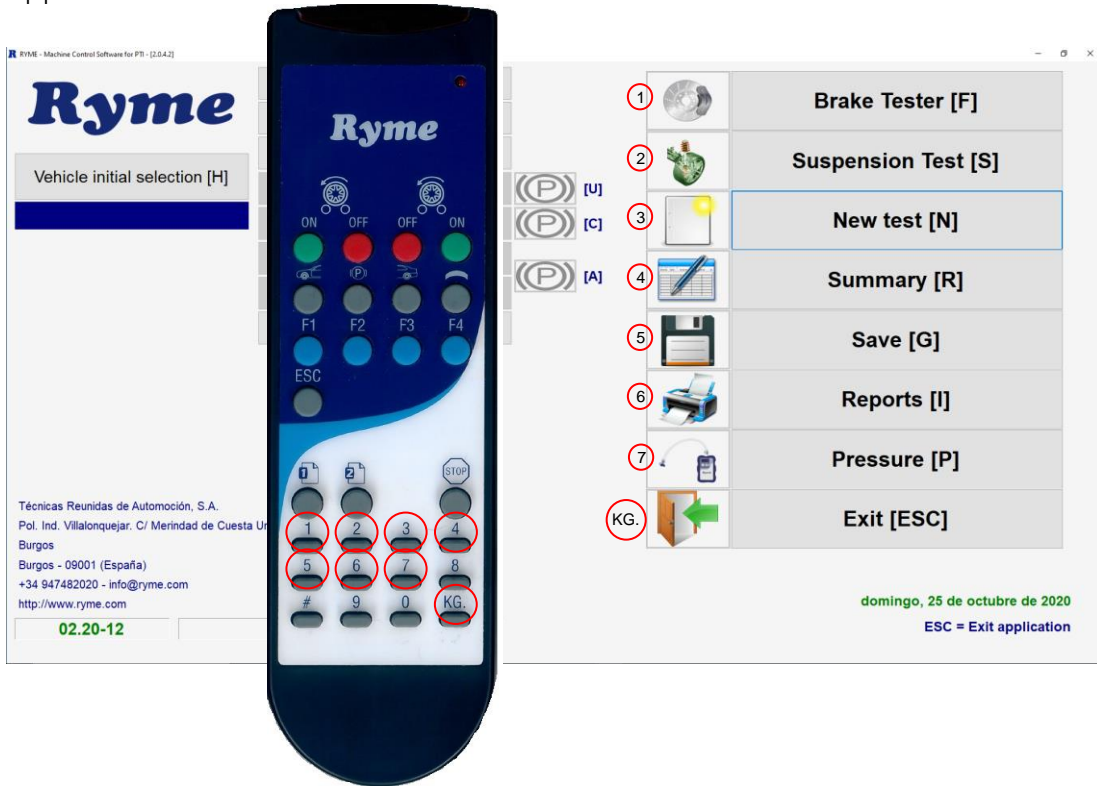 RYME - Machine Control Software for PTI - [2.0.4.2]
Ryme
Vehicle initial selection [H]
Técnicas Reunidas de Automoción, S.A.
Pol. Ind. Villalonquejar. C/ Merindad de Cuesta
Burgos
Burgos - 09001 (España)
+34 947482020 - info@ryme.com
http://www.ryme.com
02.20-12
Ryme
ON OFF OFF ON
(P)
F1 F2 F3 F4
ESC
1 2 STOP
1 2 3 4
5 6 7 8
# 9 0 KG.
(P) [U]
(P) [C]
(P) [A]
1 Brake Tester [F]
2 Suspension Test [S]
3 New test [N]
4 Summary [R]
5 Save [G]
6 Reports [I]
7 Pressure [P]
KG. Exit [ESC]
domingo, 25 de octubre de 2020
ESC = Exit application